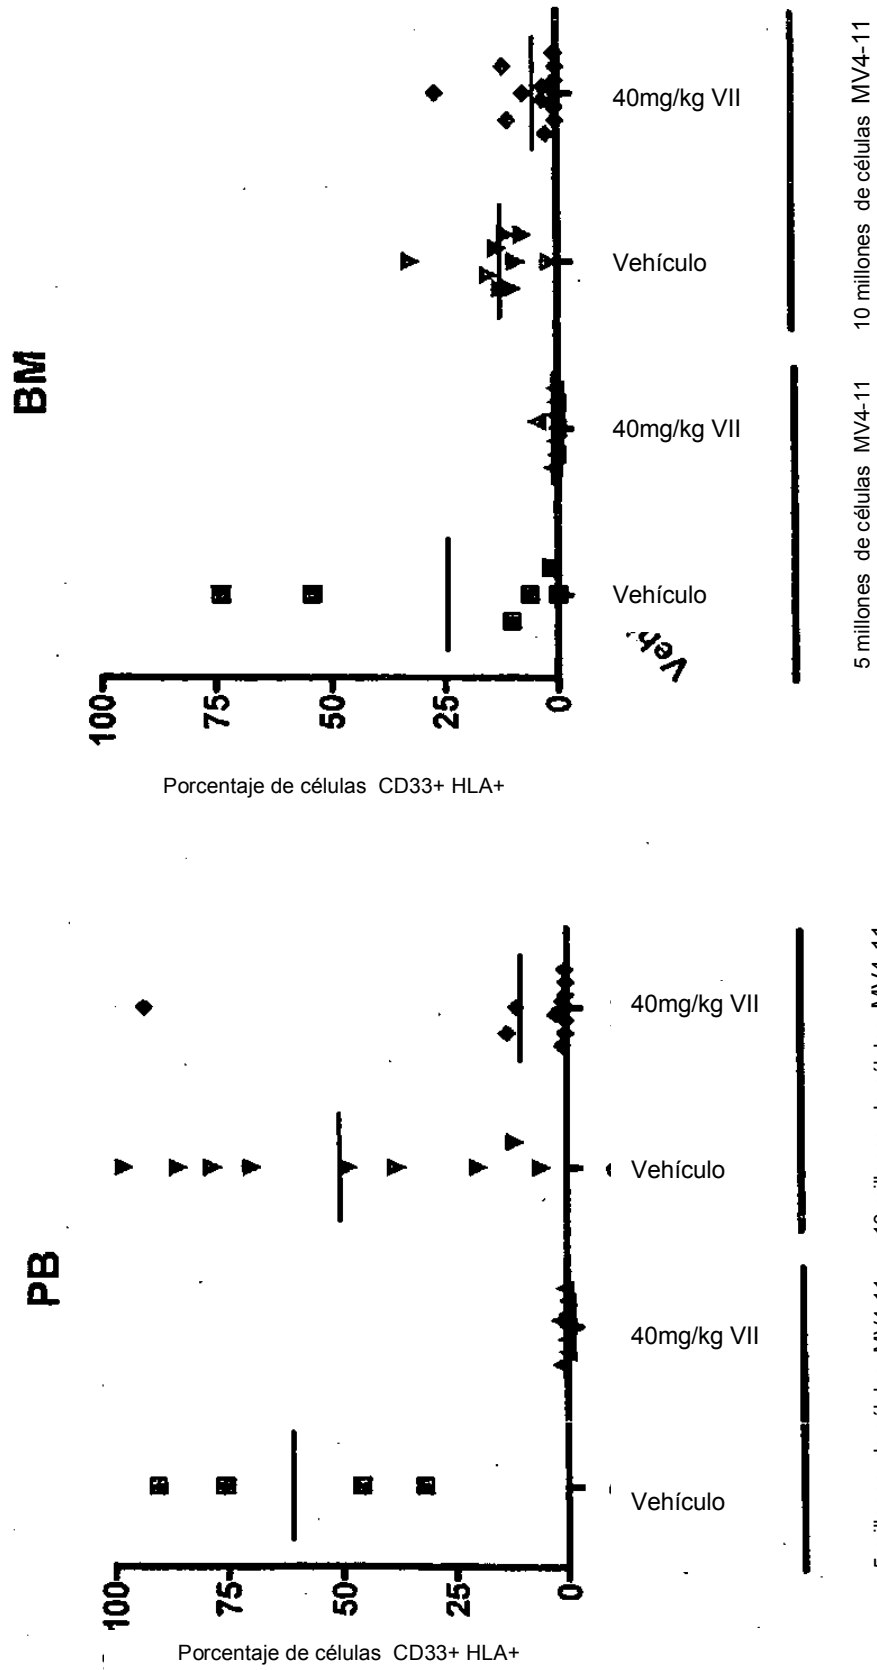 BM
100
75
50
25
0
Porcentaje de células CD33+ HLA+
Vehículo
40mg/kg VII
Vehículo
40mg/kg VII
Veh
5 millones de células MV4-11
10 millones de células MV4-11
PB
100
75
50
25
0
Porcentaje de células CD33+ HLA+
Vehículo
40mg/kg VII
Vehículo
40mg/kg VII